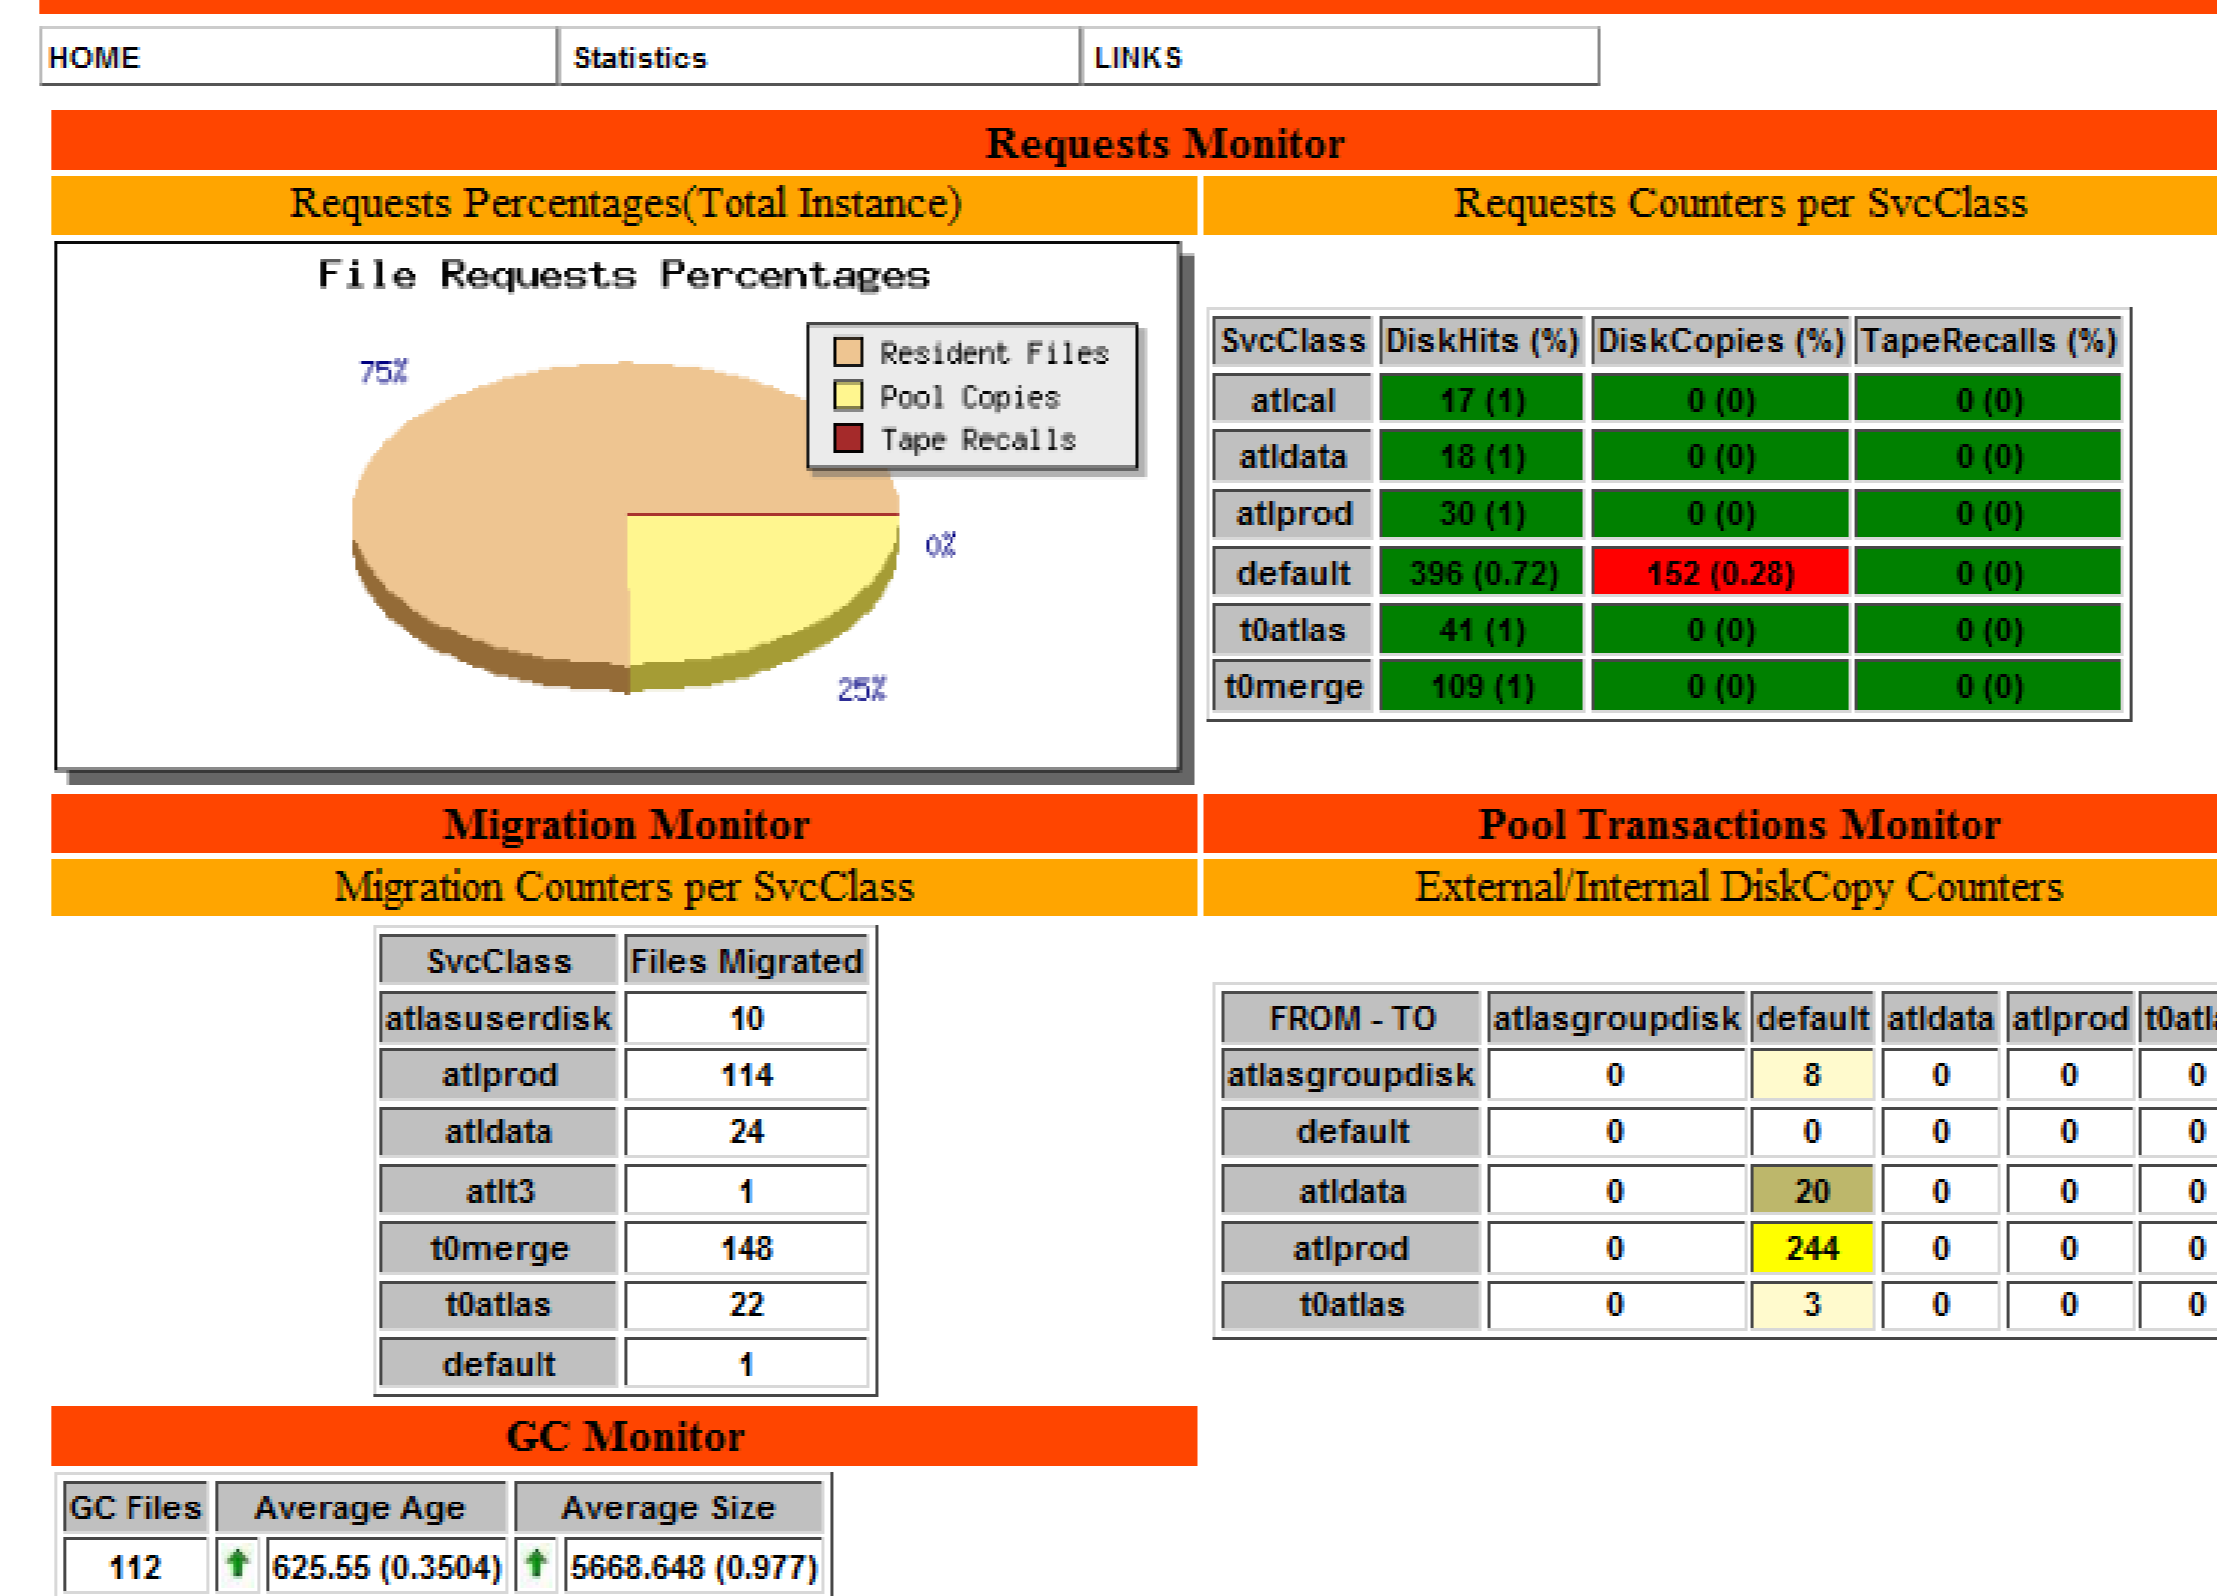 HOME Statistics LINKS
Requests Monitor
Requests Percentages(Total Instance)
File Requests Percentages
Resident Files
Pool Copies
Tape Recalls
75%
0%
25%
Requests Counters per SvcClass
SvcClass DiskHits (%) DiskCopies (%) TapeRecalls (%)
atlcal 17 (1) 0 (0) 0 (0)
atldata 18 (1) 0 (0) 0 (0)
atlprod 30 (1) 0 (0) 0 (0)
default 396 (0.72) 152 (0.28) 0 (0)
t0atlas 41 (1) 0 (0) 0 (0)
t0merge 109 (1) 0 (0) 0 (0)
Migration Monitor
Migration Counters per SvcClass
SvcClass Files Migrated
atlasuserdisk 10
atlprod 114
atldata 24
atlt3 1
t0merge 148
t0atlas 22
default 1
Pool Transactions Monitor
External/Internal DiskCopy Counters
FROM - TO atlasgroupdisk default atldata atlprod
atlasgroupdisk 0 8 0 0 0
default 0 0 0 0 0
atldata 0 20 0 0 0
atlprod 0 244 0 0 0
t0atlas 0 3 0 0 0
GC Monitor
GC Files Average Age Average Size
112 625.55 (0.3504) 5668.648 (0.977)